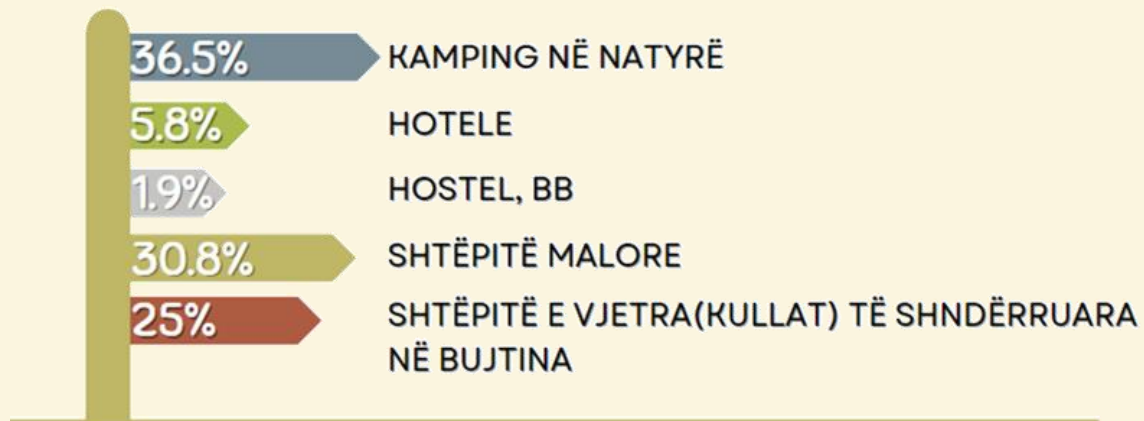 36.5% KAMPING NË NATYRË
5.8% HOTELE
1.9% HOSTEL, BB
30.8% SHTËPITË MALORE
25% SHTËPITË E VJETRA(KULLAT) TË SHNDËRRUARA
NË BUJTINA